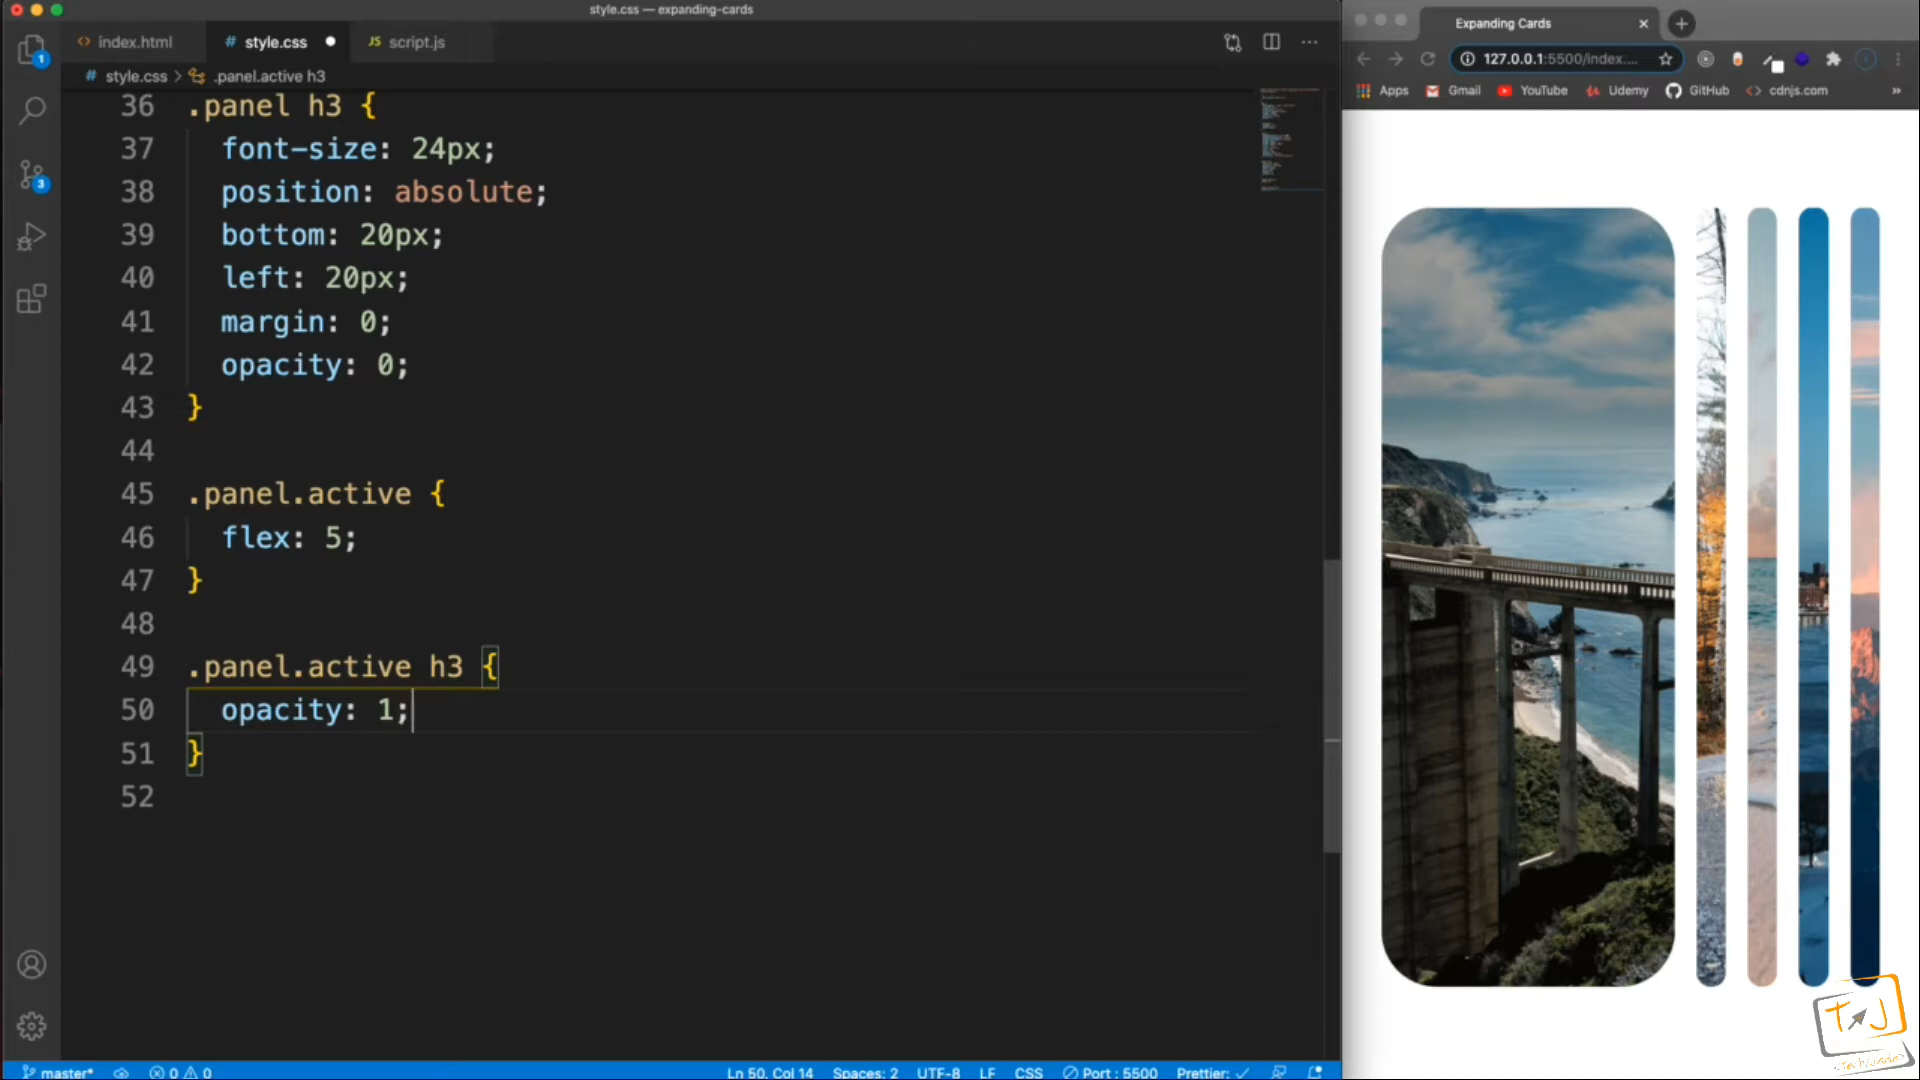 style.css — expanding-cards
index.html
# style.css
JS script.js
# style.css > .panel.active h3
1
3
36 .panel h3 {
37 font-size: 24px;
38 position: absolute;
39 bottom: 20px;
40 left: 20px;
41 margin: 0;
42 opacity: 0;
43 }
44
45 .panel.active {
46 flex: 5;
47 }
48
49 .panel.active h3 {
50 opacity: 1;
51 }
52
master* 0 0 Ln 50, Col 14 Spaces: 2 UTF-8 LF CSS Port : 5500 Prettier: ✓
Expanding Cards
127.0.0.1:5500/index....
Apps Gmail YouTube Udemy GitHub cdnjs.com »
TJ